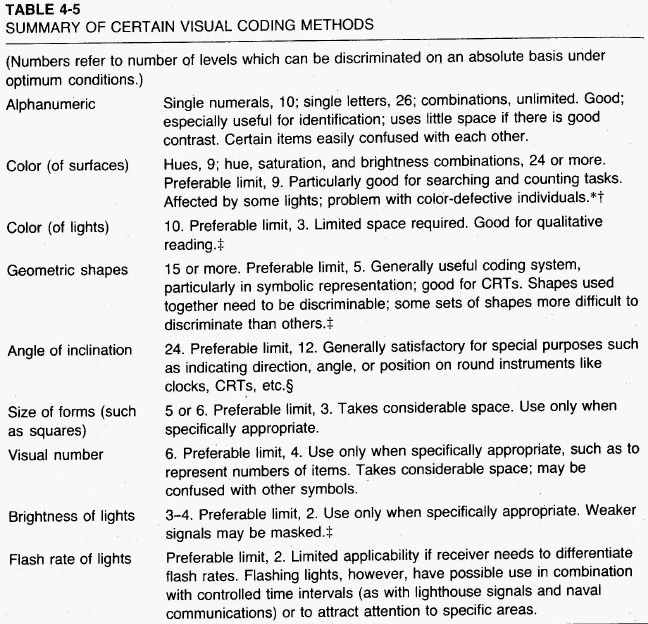 TABLE 4-5
SUMMARY OF CERTAIN VISUAL CODING METHODS
(Numbers refer to number of levels which can be discriminated on an absolute basis under
optimum conditions.)
Alphanumeric Single numerals, 10; single letters, 26; combinations, unlimited. Good;
especially useful for identification; uses little space if there is good
contrast. Certain items easily confused with each other.
Color (of surfaces) Hues, 9; hue, saturation, and brightness combinations, 24 or more.
Preferable limit, 9. Particularly good for searching and counting tasks.
Affected by some lights; problem with color-defective individuals.*†
Color (of lights) 10. Preferable limit, 3. Limited space required. Good for qualitative
reading.‡
Geometric shapes 15 or more. Preferable limit, 5. Generally useful coding system,
particularly in symbolic representation; good for CRTs. Shapes used
together need to be discriminable; some sets of shapes more difficult to
discriminate than others.‡
Angle of inclination 24. Preferable limit, 12. Generally satisfactory for special purposes such
as indicating direction, angle, or position on round instruments like
clocks, CRTs, etc.§
Size of forms (such 5 or 6. Preferable limit, 3. Takes considerable space. Use only when
as squares) specifically appropriate.
Visual number 6. Preferable limit, 4. Use only when specifically appropriate, such as to
represent numbers of items. Takes considerable space; may be
confused with other symbols.
Brightness of lights 3–4. Preferable limit, 2. Use only when specifically appropriate. Weaker
signals may be masked.‡
Flash rate of lights Preferable limit, 2. Limited applicability if receiver needs to differentiate
flash rates. Flashing lights, however, have possible use in combination
with controlled time intervals (as with lighthouse signals and naval
communications) or to attract attention to specific areas.